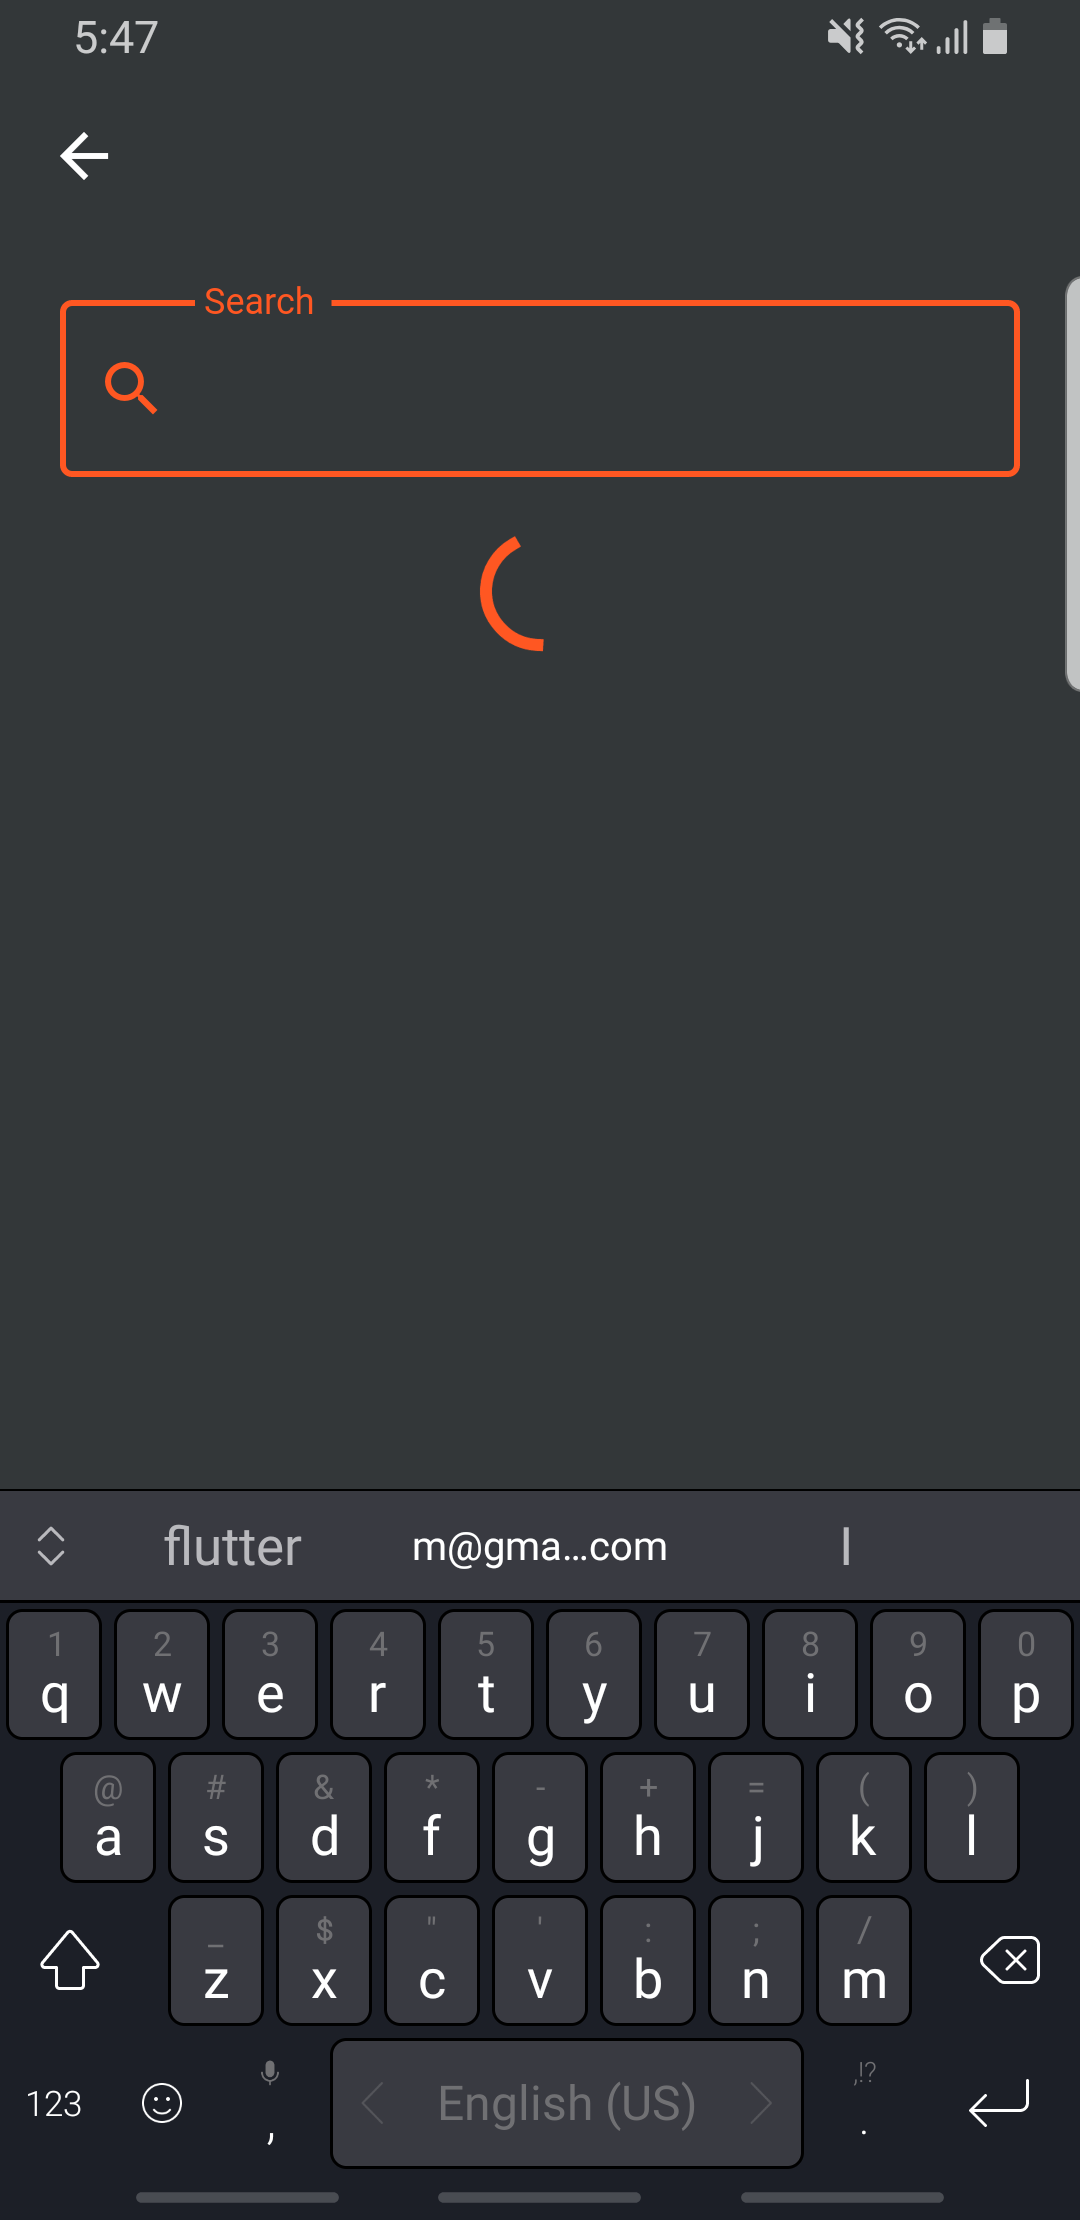 5:47
Search
flutter m@gma...com I
1 2 3 4 5 6 7 8 9 0
q w e r t y u i o p
@ # & * - + = ( )
a s d f g h j k l
_ $ " ' : ; /
z x c v b n m
123 , English (US) ,!? .